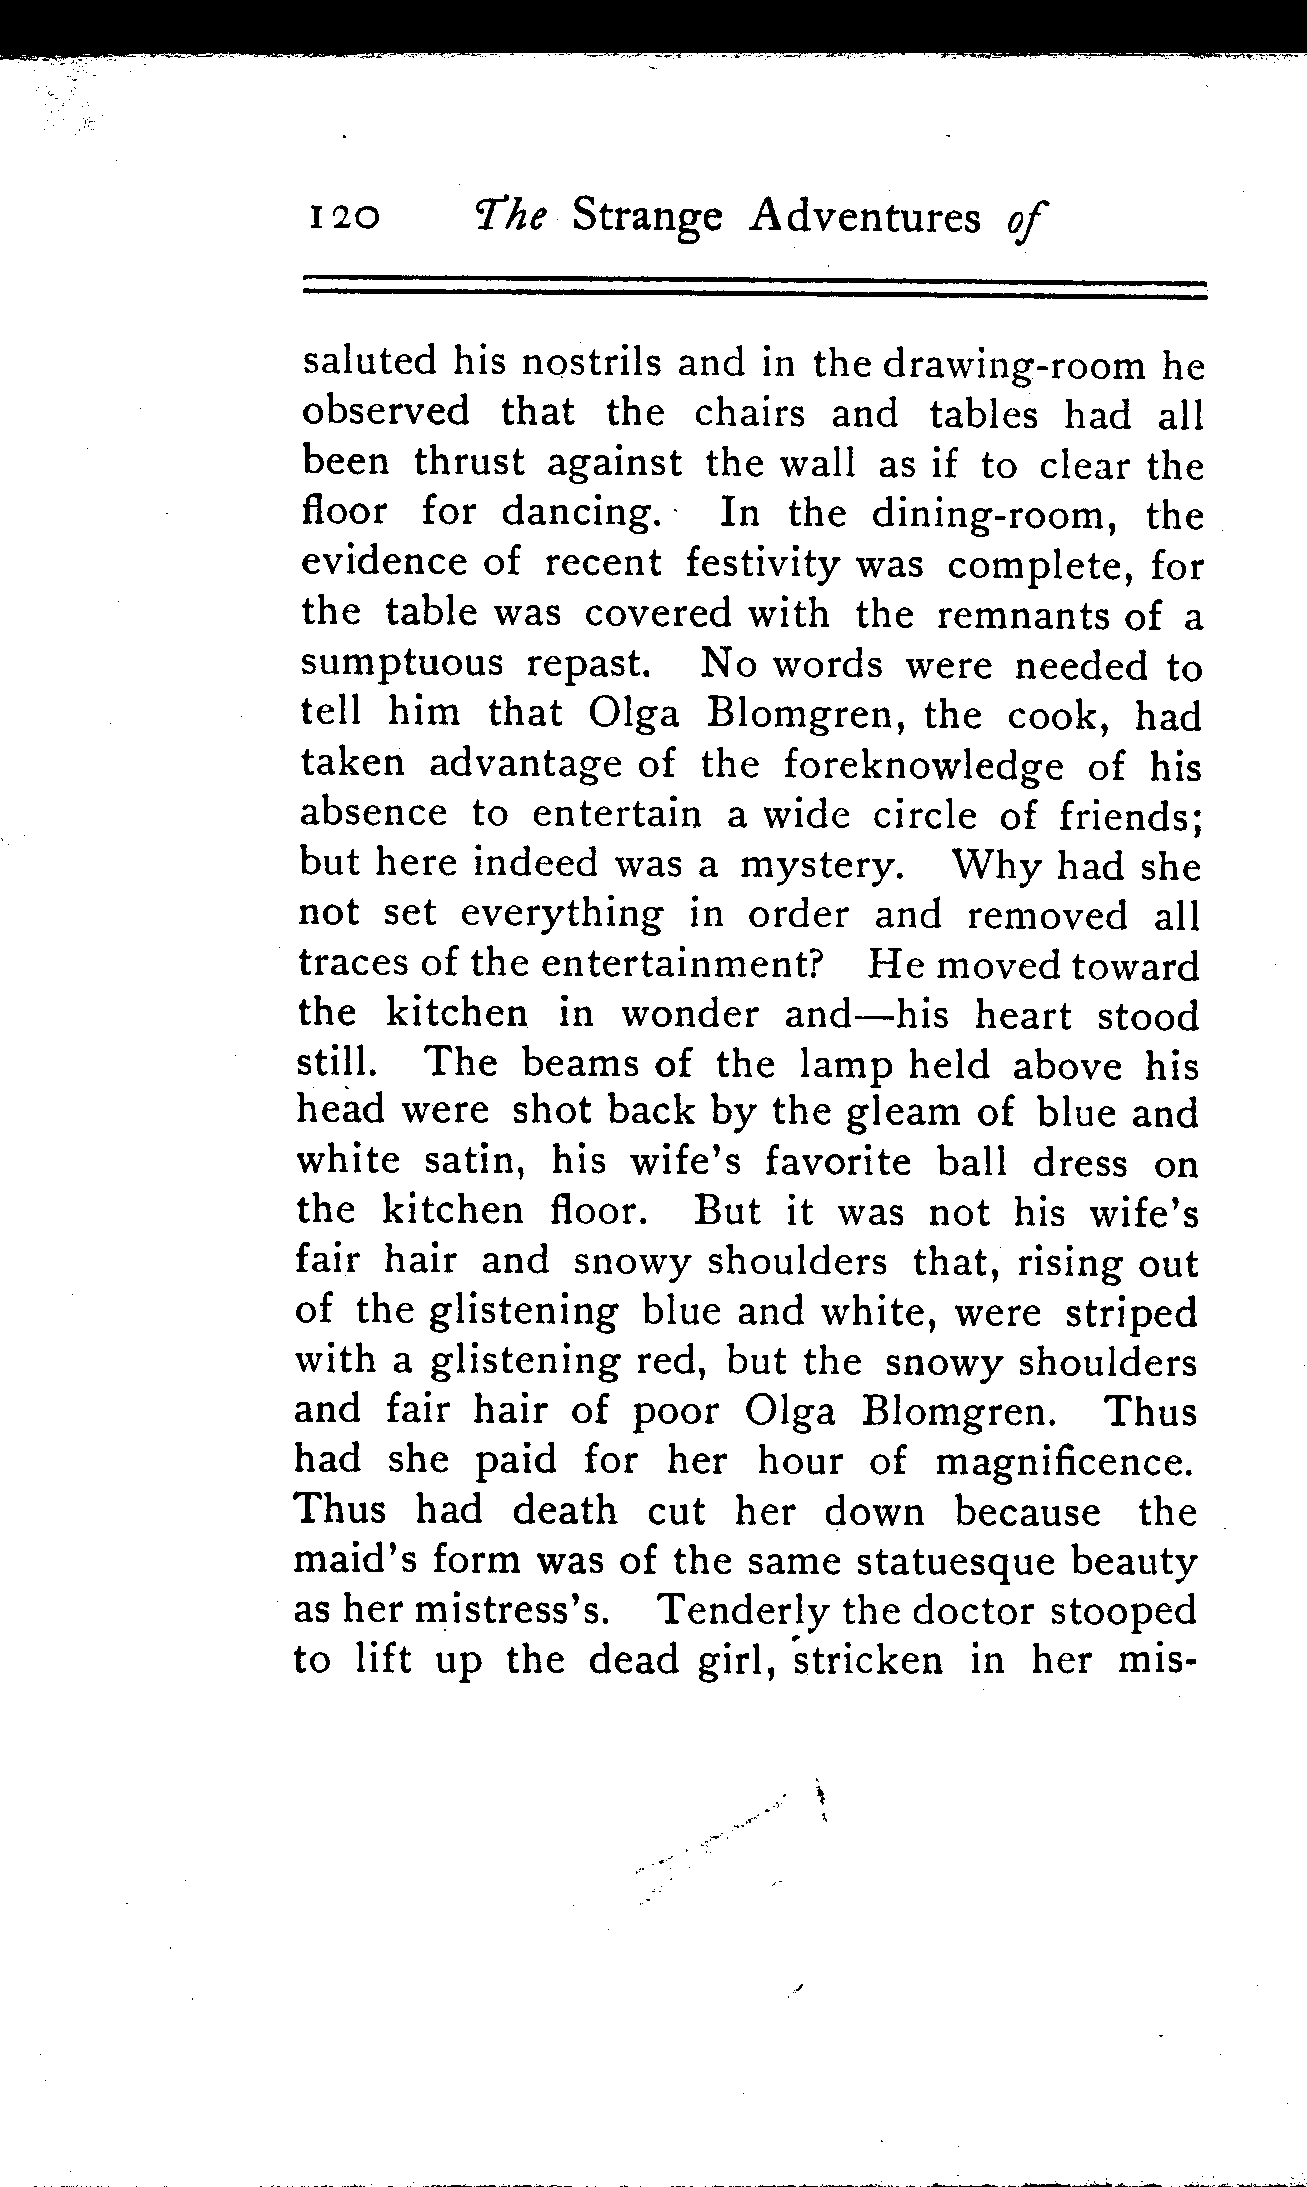 120 The Strange Adventures of
saluted his nostrils and in the drawing-room he
observed that the chairs and tables had all
been thrust against the wall as if to clear the
floor for dancing. In the dining-room, the
evidence of recent festivity was complete, for
the table was covered with the remnants of a
sumptuous repast. No words were needed to
tell him that Olga Blomgren, the cook, had
taken advantage of the foreknowledge of his
absence to entertain a wide circle of friends;
but here indeed was a mystery. Why had she
not set everything in order and removed all
traces of the entertainment? He moved toward
the kitchen in wonder and—his heart stood
still. The beams of the lamp held above his
head were shot back by the gleam of blue and
white satin, his wife's favorite ball dress on
the kitchen floor. But it was not his wife's
fair hair and snowy shoulders that, rising out
of the glistening blue and white, were striped
with a glistening red, but the snowy shoulders
and fair hair of poor Olga Blomgren. Thus
had she paid for her hour of magnificence.
Thus had death cut her down because the
maid's form was of the same statuesque beauty
as her mistress's. Tenderly the doctor stooped
to lift up the dead girl, stricken in her mis-